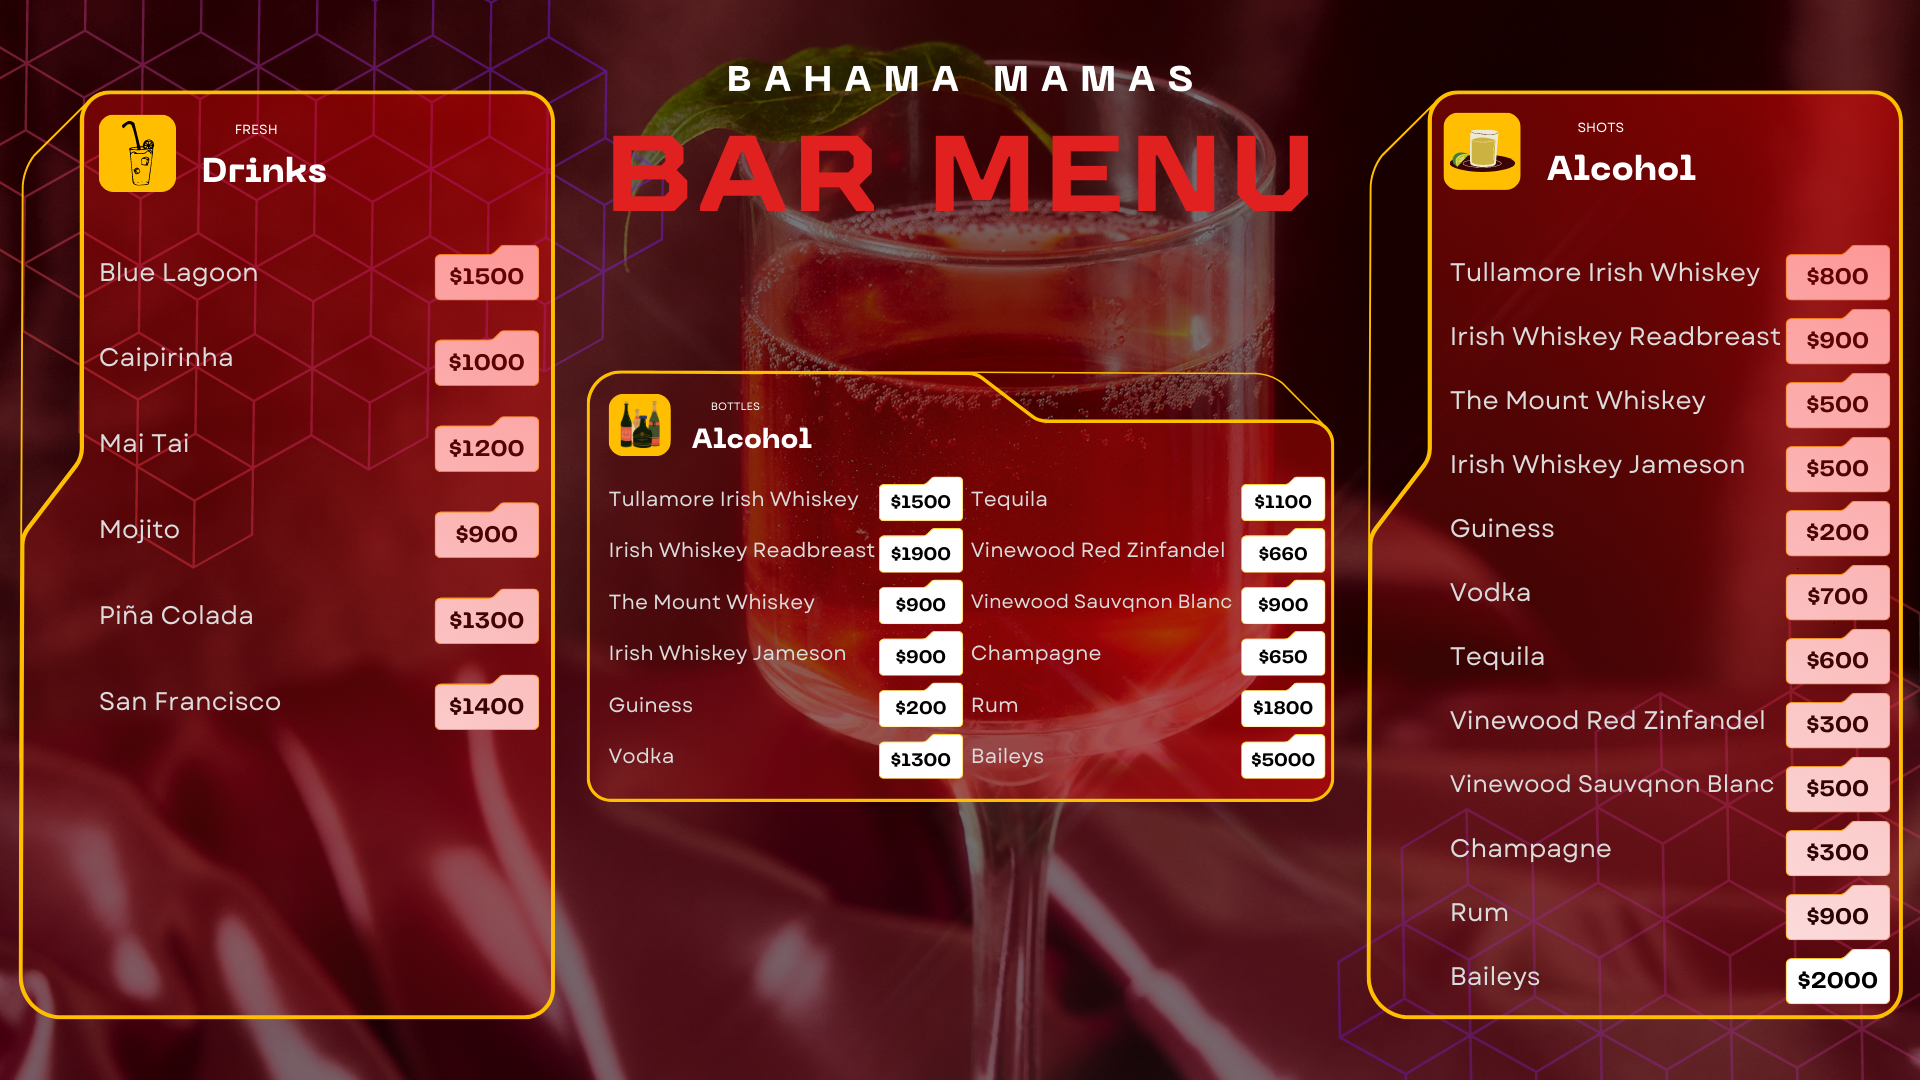 BAHAMA MAMAS
BAR MENU
FRESH
Drinks
Blue Lagoon $1500
Caipirinha $1000
Mai Tai $1200
Mojito $900
Piña Colada $1300
San Francisco $1400
BOTTLES
Alcohol
Tullamore Irish Whiskey $1500
Irish Whiskey Readbreast $1900
The Mount Whiskey $900
Irish Whiskey Jameson $900
Guiness $200
Vodka $1300
Tequila $1100
Vinewood Red Zinfandel $660
Vinewood Sauvqnon Blanc $900
Champagne $650
Rum $1800
Baileys $5000
SHOTS
Alcohol
Tullamore Irish Whiskey $800
Irish Whiskey Readbreast $900
The Mount Whiskey $500
Irish Whiskey Jameson $500
Guiness $200
Vodka $700
Tequila $600
Vinewood Red Zinfandel $300
Vinewood Sauvqnon Blanc $500
Champagne $300
Rum $900
Baileys $2000